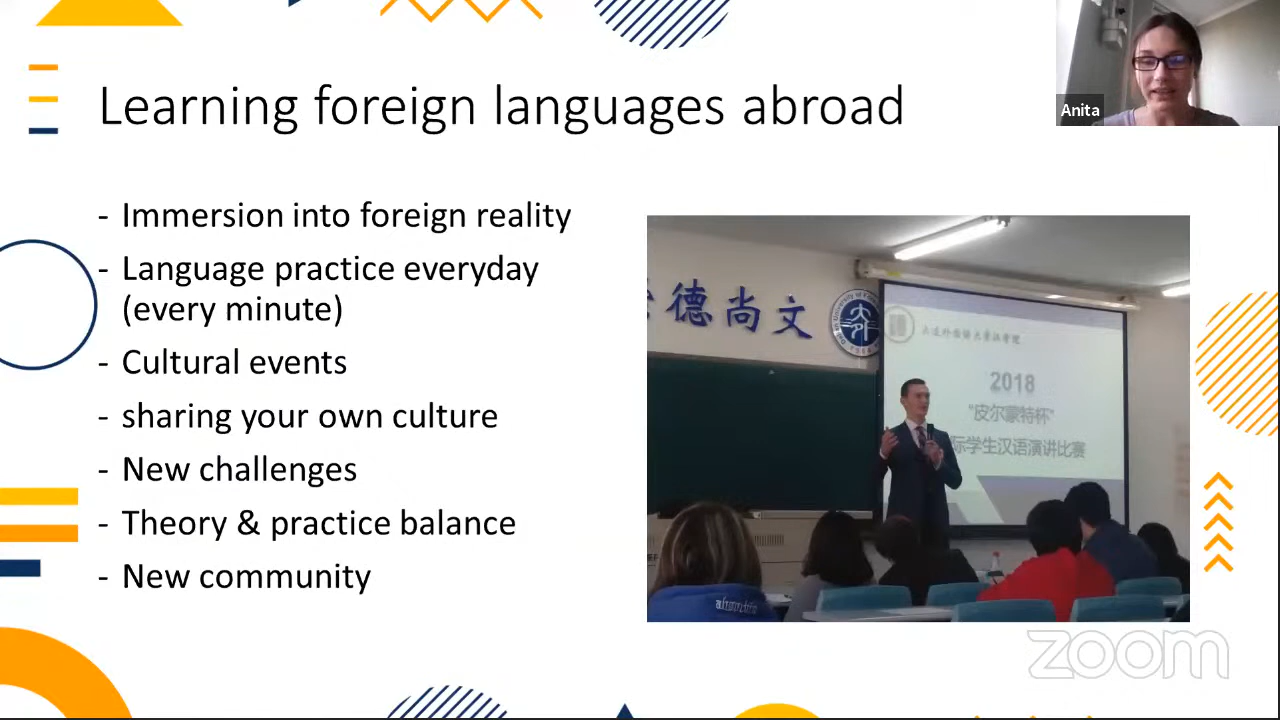 Learning foreign languages abroad
Anita
- Immersion into foreign reality
- Language practice everyday
(every minute)
- Cultural events
- sharing your own culture
- New challenges
- Theory & practice balance
- New community
德尚文
2018
"皮尔蒙特杯"
际学生汉语演讲比赛
zoom